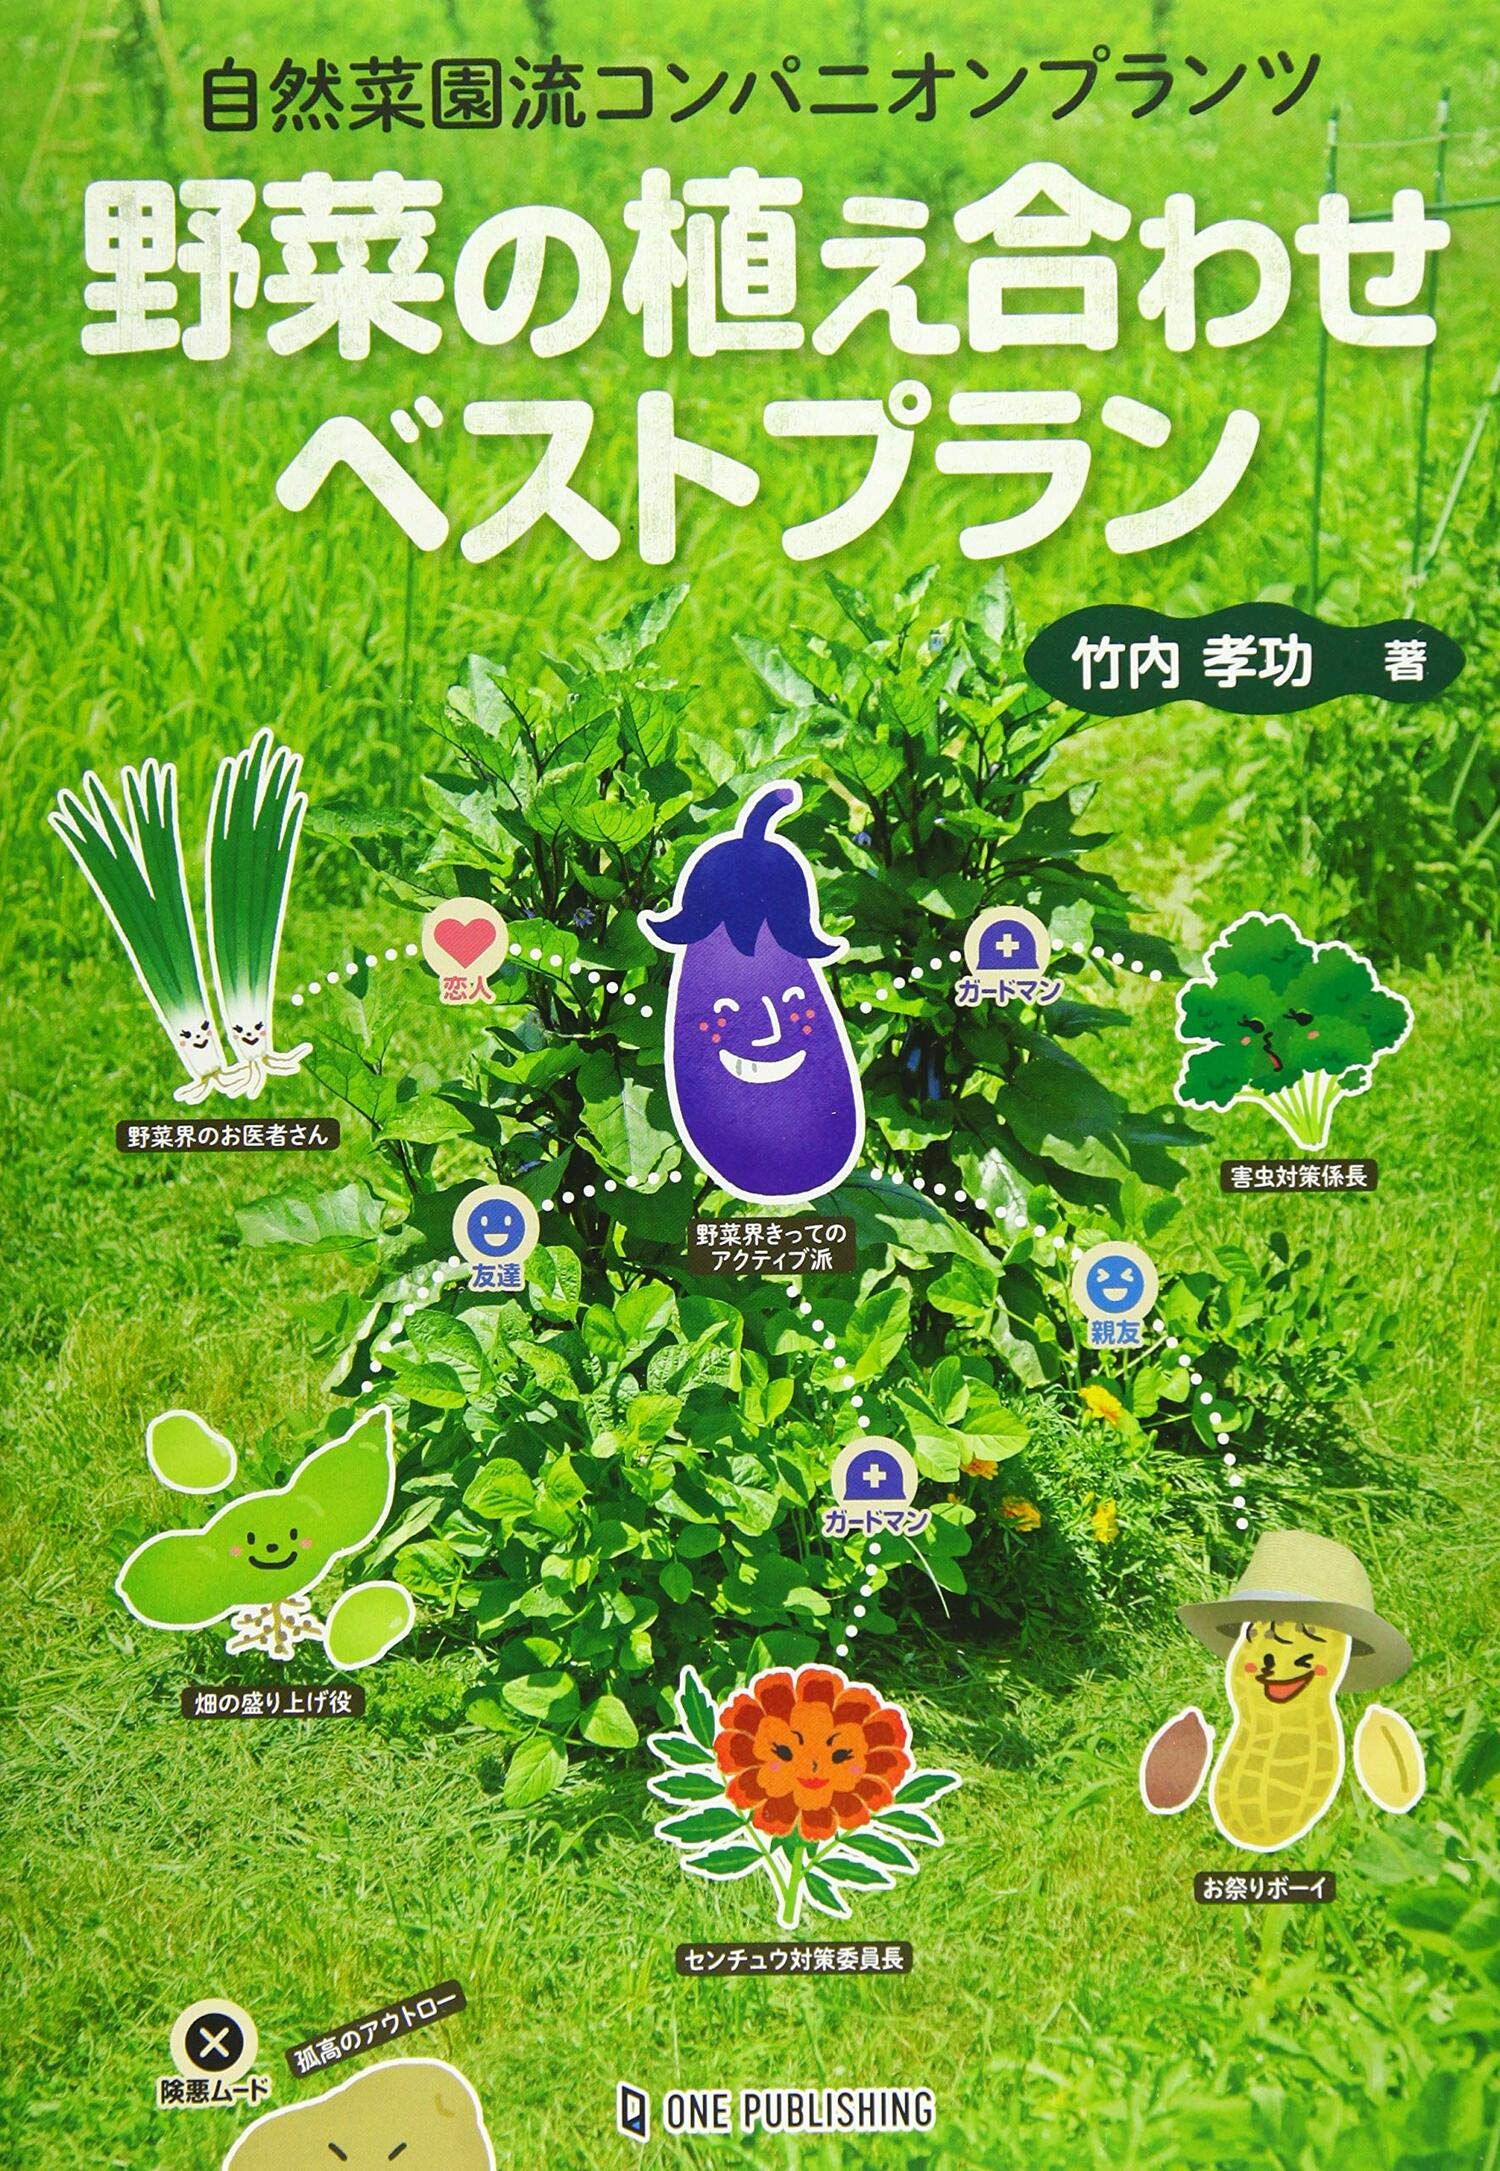 自然菜園流コンパニオンプランツ
野菜の植え合わせ
ベストプラン
竹内 孝功 著
恋人
ガードマン
野菜界のお医者さん
害虫対策係長
野菜界きっての
アクティブ派
友達
親友
ガードマン
畑の盛り上げ役
お祭りボーイ
センチュウ対策委員長
孤高のアウトロー
険悪ムード
ONE PUBLISHING